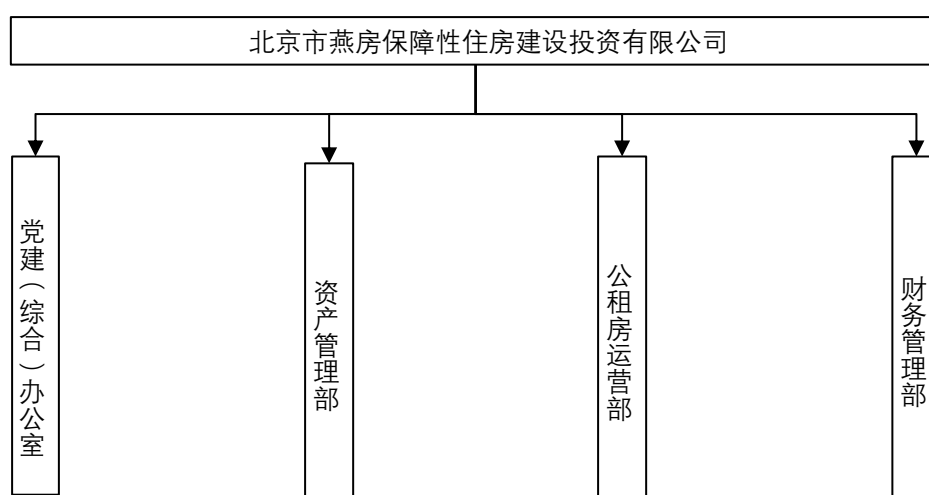 北京市燕房保障性住房建设投资有限公司
党建（综合）办公室
资产管理部
公租房运营部
财务管理部